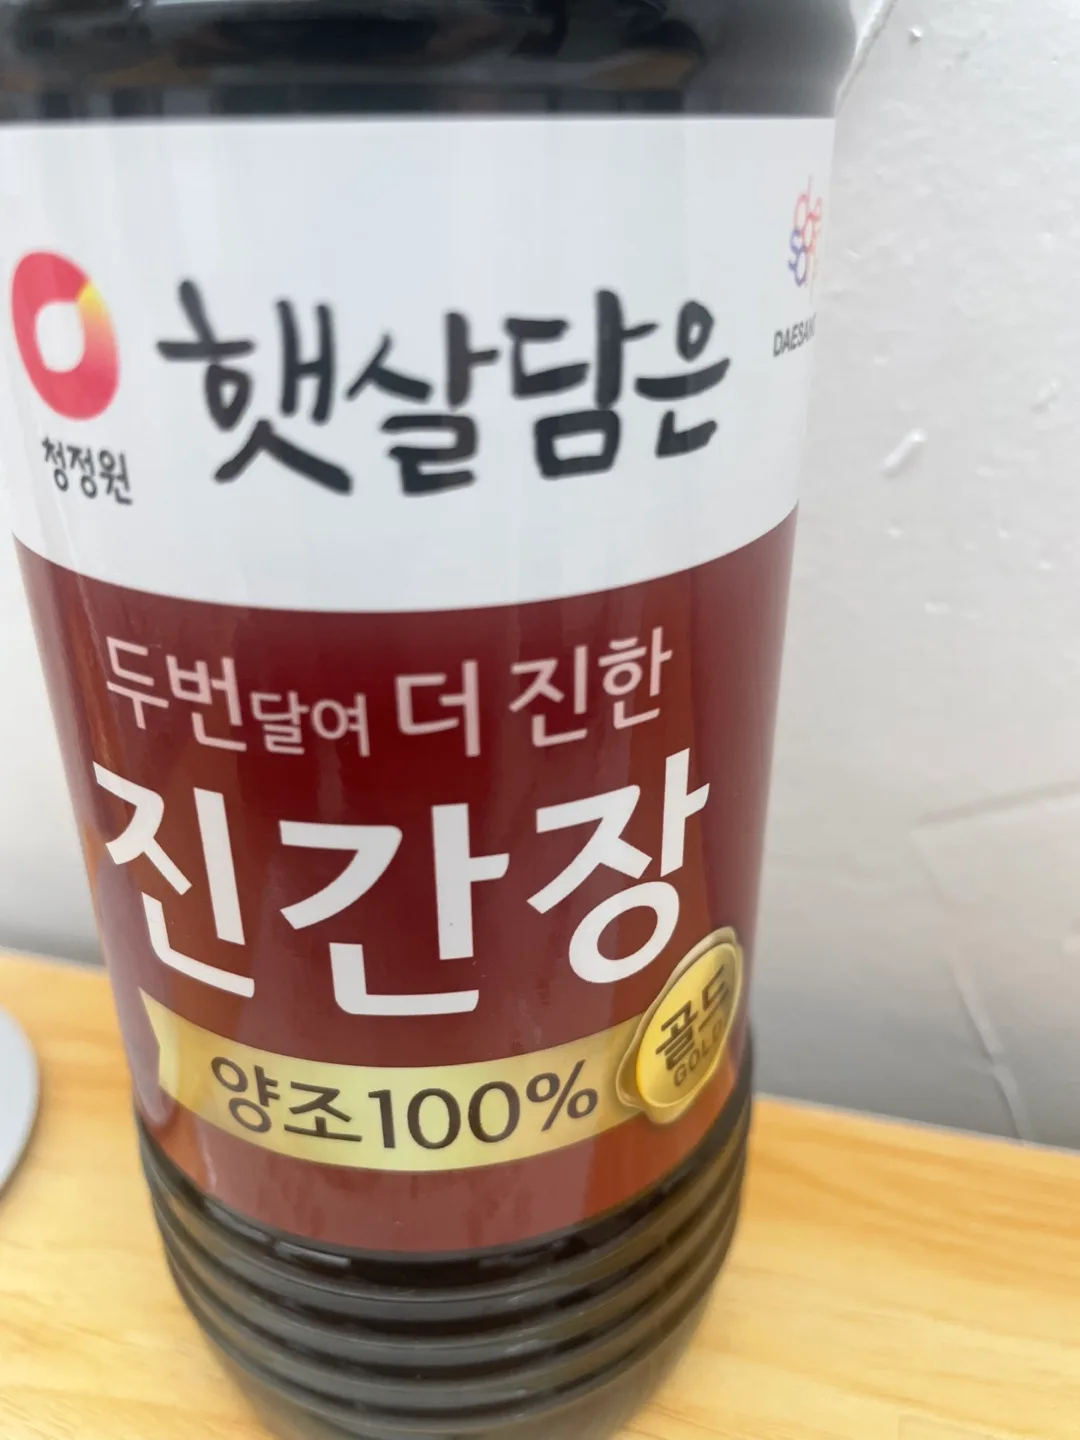 햇살담은
청정원
두번달여 더 진한
진간장
양조100%
골드
GOLD